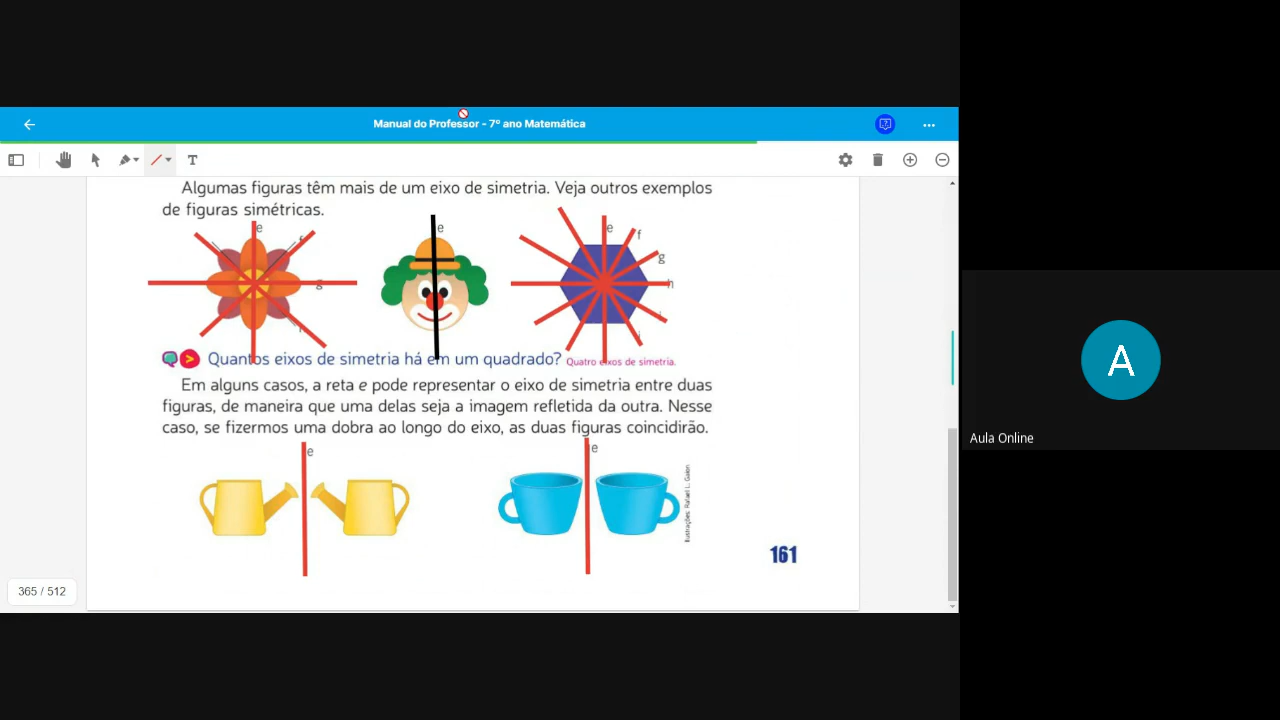 Manual do Professor - 7º ano Matemática
T
Algumas figuras têm mais de um eixo de simetria. Veja outros exemplos
de figuras simétricas.
e
f
g
e
e
f
g
h
Quantos eixos de simetria há em um quadrado? Quatro eixos de simetria.
Em alguns casos, a reta e pode representar o eixo de simetria entre duas
figuras, de maneira que uma delas seja a imagem refletida da outra. Nesse
caso, se fizermos uma dobra ao longo do eixo, as duas figuras coincidirão.
e
e
Ilustrações: Rafael L. Gaion
161
365 / 512
A
Aula Online